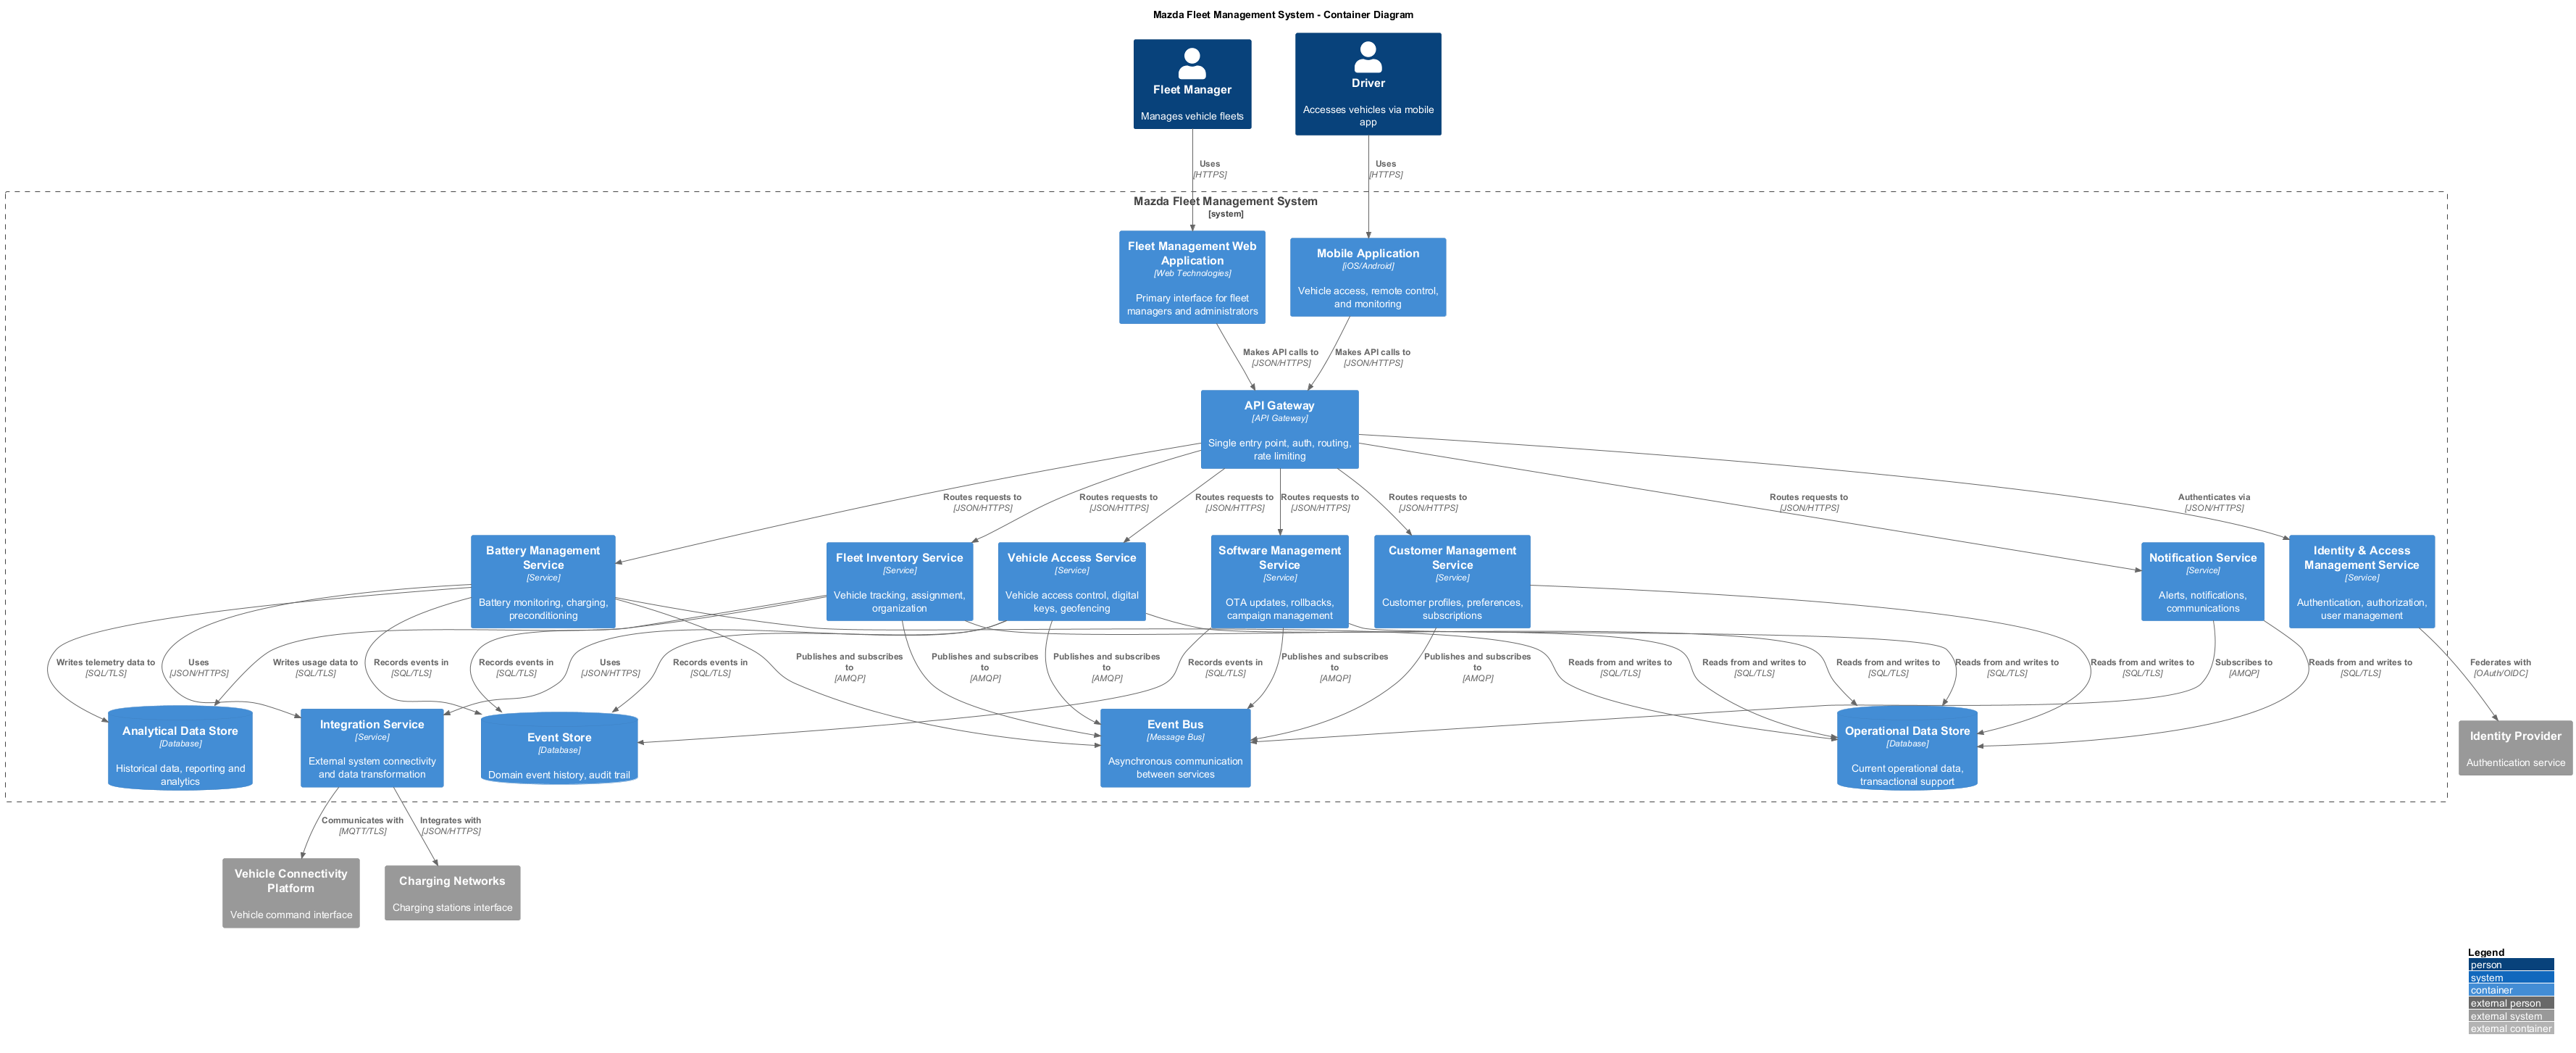 Mazda Fleet Management System - Container Diagram
Fleet Manager
Manages vehicle fleets
Driver
Accesses vehicles via mobile
app
Uses
[HTTPS]
Uses
[HTTPS]
Mazda Fleet Management System
[system]
Fleet Management Web
Application
[Web Technologies]
Primary interface for fleet
managers and administrators
Mobile Application
[iOS/Android]
Vehicle access, remote control,
and monitoring
Makes API calls to
[JSON/HTTPS]
Makes API calls to
[JSON/HTTPS]
API Gateway
[API Gateway]
Single entry point, auth, routing,
rate limiting
Routes requests to
[JSON/HTTPS]
Routes requests to
[JSON/HTTPS]
Routes requests to
[JSON/HTTPS]
Routes requests to
[JSON/HTTPS]
Routes requests to
[JSON/HTTPS]
Routes requests to
[JSON/HTTPS]
Authenticates via
[JSON/HTTPS]
Battery Management
Service
[Service]
Battery monitoring, charging,
preconditioning
Fleet Inventory Service
[Service]
Vehicle tracking, assignment,
organization
Vehicle Access Service
[Service]
Vehicle access control, digital
keys, geofencing
Software Management
Service
[Service]
OTA updates, rollbacks,
campaign management
Customer Management
Service
[Service]
Customer profiles, preferences,
subscriptions
Notification Service
[Service]
Alerts, notifications,
communications
Identity & Access
Management Service
[Service]
Authentication, authorization,
user management
Writes telemetry data to
[SQL/TLS]
Uses
[JSON/HTTPS]
Writes usage data to
[SQL/TLS]
Records events in
[SQL/TLS]
Records events in
[SQL/TLS]
Uses
[JSON/HTTPS]
Records events in
[SQL/TLS]
Publishes and subscribes
to
[AMQP]
Publishes and subscribes
to
[AMQP]
Publishes and subscribes
to
[AMQP]
Records events in
[SQL/TLS]
Publishes and subscribes
to
[AMQP]
Publishes and subscribes
to
[AMQP]
Reads from and writes to
[SQL/TLS]
Reads from and writes to
[SQL/TLS]
Reads from and writes to
[SQL/TLS]
Reads from and writes to
[SQL/TLS]
Reads from and writes to
[SQL/TLS]
Subscribes to
[AMQP]
Reads from and writes to
[SQL/TLS]
Federates with
[OAuth/OIDC]
Analytical Data Store
[Database]
Historical data, reporting and
analytics
Integration Service
[Service]
External system connectivity
and data transformation
Event Store
[Database]
Domain event history, audit trail
Event Bus
[Message Bus]
Asynchronous communication
between services
Operational Data Store
[Database]
Current operational data,
transactional support
Identity Provider
Authentication service
Communicates with
[MQTT/TLS]
Integrates with
[JSON/HTTPS]
Vehicle Connectivity
Platform
Vehicle command interface
Charging Networks
Charging stations interface
Legend
person
system
container
external person
external system
external container